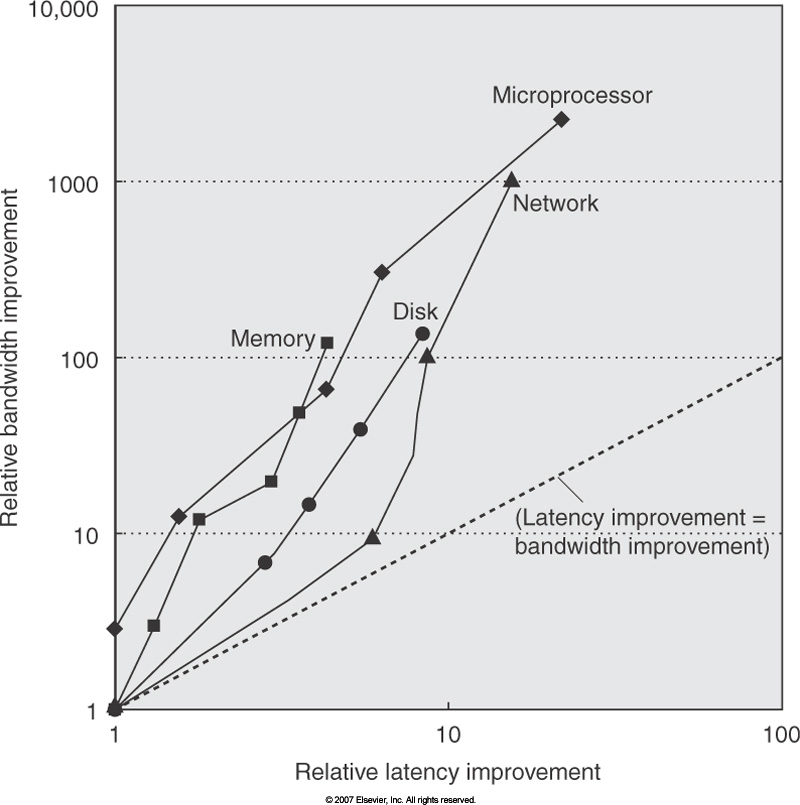 10,000
Microprocessor
1000
Network
Disk
Memory
100
Relative bandwidth improvement
(Latency improvement =
bandwidth improvement)
10
1
1
10
100
Relative latency improvement
© 2007 Elsevier, Inc. All rights reserved.